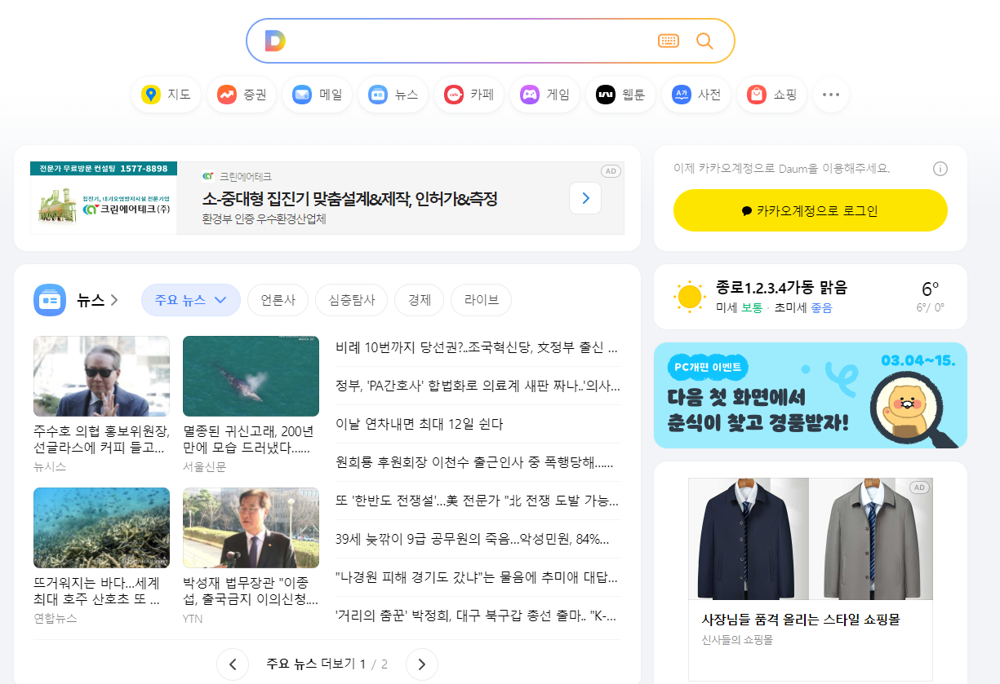 D
지도
증권
메일
뉴스
cafe
카페
게임
웹툰
A가
사전
쇼핑
전문가 무료방문 컨설팅 1577-8898
집진기, 대기오염방지시설 전문기업
크린에어테크(주)
크린에어테크
소-중대형 집진기 맞춤설계&제작, 인허가&측정
환경부 인증 우수환경산업체
AD
이제 카카오계정으로 Daum을 이용해주세요.
카카오계정으로 로그인
뉴스
주요 뉴스
언론사
심층탐사
경제
라이브
주수호 의협 홍보위원장,
선글라스에 커피 들고...
뉴시스
멸종된 귀신고래, 200년
만에 모습 드러냈다......
서울신문
뜨거워지는 바다...세계
최대 호주 산호초 또 ...
연합뉴스
박성재 법무장관 "이종
섭, 출국금지 이의신청....
YTN
비례 10번까지 당선권?..조국혁신당, 文정부 출신 ...
정부, 'PA간호사' 합법화로 의료계 새판 짜나..'의사...
이날 연차내면 최대 12일 쉰다
원희룡 후원회장 이천수 출근인사 중 폭행당해......
또 '한반도 전쟁설'...美 전문가 "北 전쟁 도발 가능...
39세 늦깎이 9급 공무원의 죽음...악성민원, 84%...
"나경원 피해 경기도 갔냐"는 물음에 추미애 대답...
'거리의 춤꾼' 박정희, 대구 북구갑 총선 출마.. "K-...
주요 뉴스 더보기 1 / 2
종로1.2.3.4가동 맑음
미세 보통 · 초미세 좋음
6°
6°/ 0°
PC개편 이벤트
03.04~15.
다음 첫 화면에서
춘식이 찾고 경품받자!
AD
사장님들 품격 올리는 스타일 쇼핑몰
신사들의 쇼핑몰